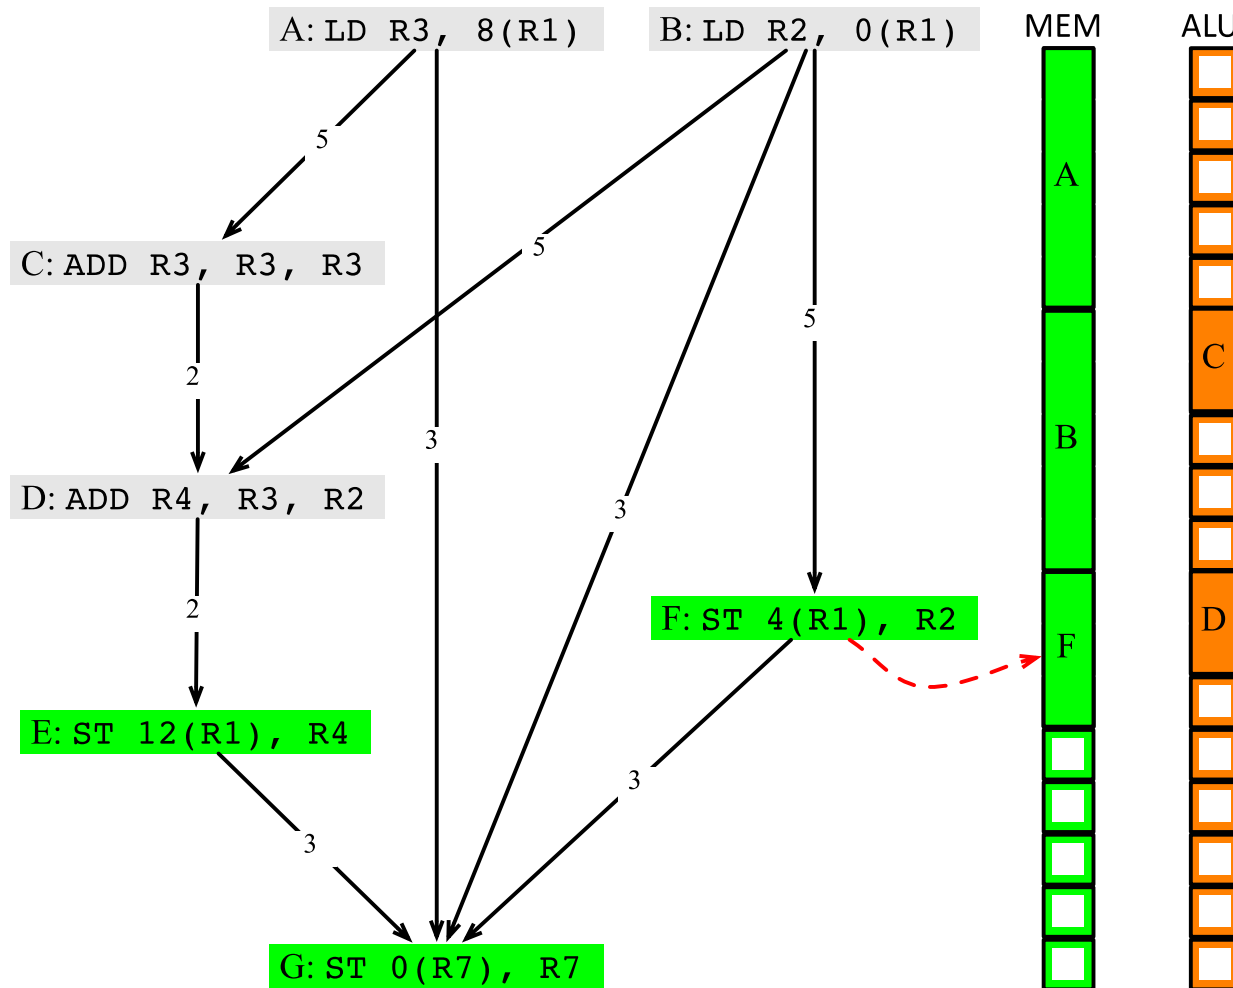 A: LD R3, 8(R1)
B: LD R2, 0(R1)
MEM
ALU
5
A
C: ADD R3, R3, R3
5
5
C
2
3
B
D: ADD R4, R3, R2
3
2
F: ST 4(R1), R2
F
D
E: ST 12(R1), R4
3
3
G: ST 0(R7), R7